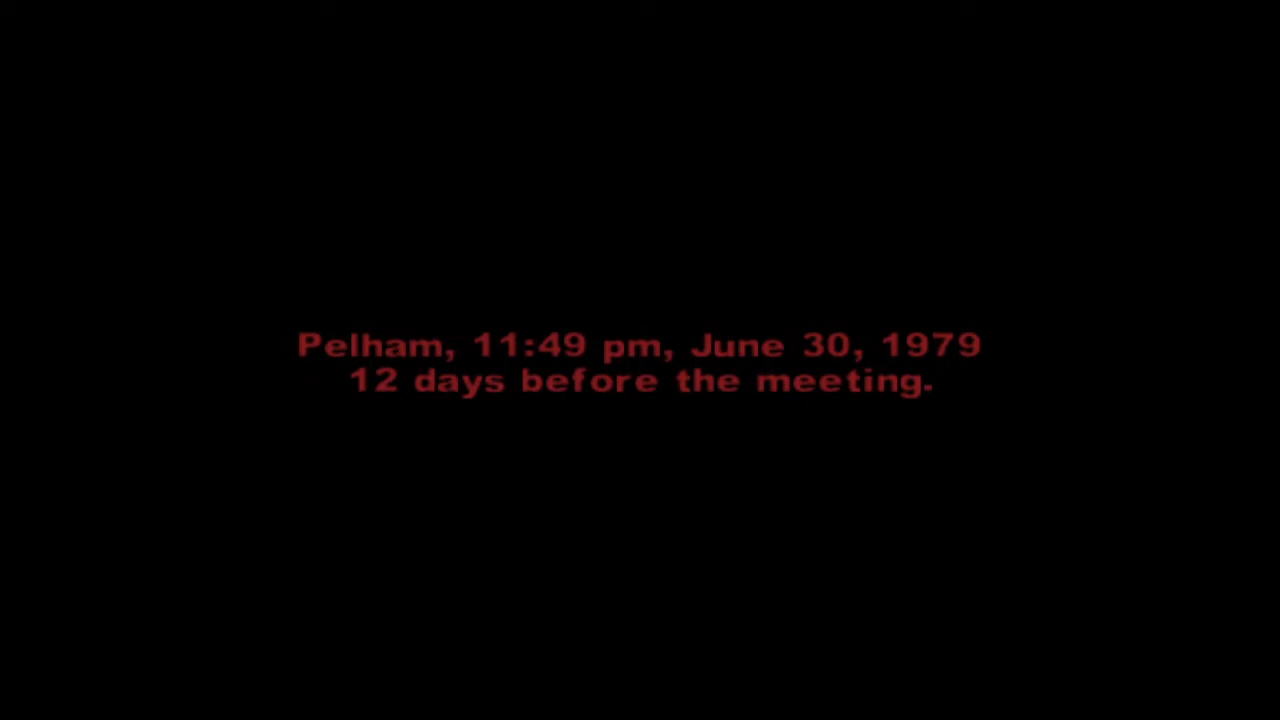 Pelham, 11:49 pm, June 30, 1979
12 days before the meeting.